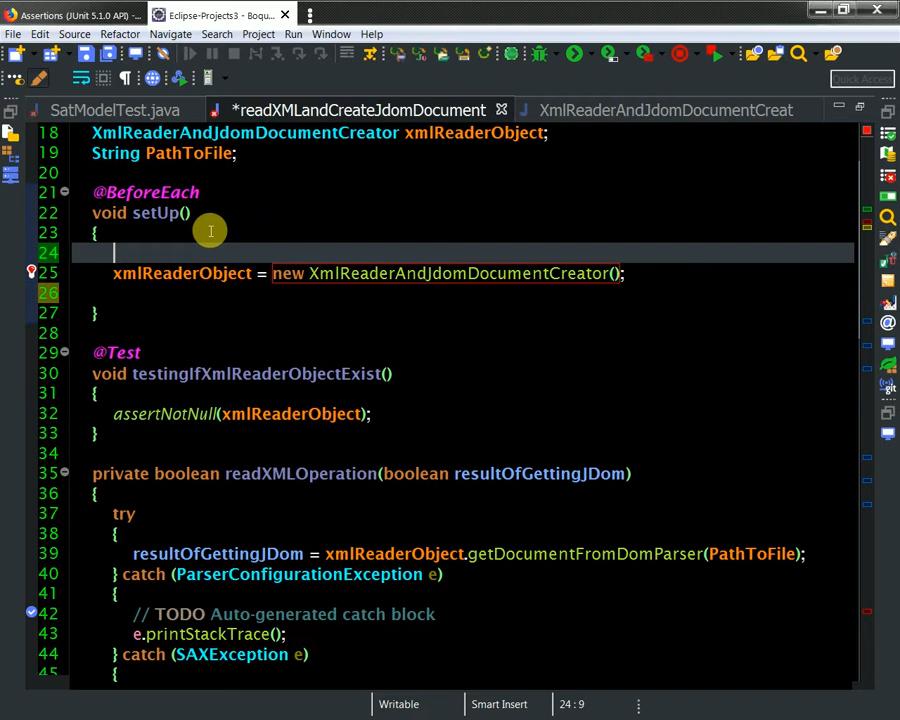 Assertions (JUnit 5.1.0 API) -...
Eclipse-Projects3 - Boqu...
File Edit Source Refactor Navigate Search Project Run Window Help
Quick Access
SatModelTest.java
*readXMLandCreateJdomDocument
XmlReaderAndJdomDocumentCreat
18 XmlReaderAndJdomDocumentCreator xmlReaderObject;
19 String PathToFile;
20
21 @BeforeEach
22 void setUp()
23 {
24
25 xmlReaderObject = new XmlReaderAndJdomDocumentCreator();
26
27 }
28
29 @Test
30 void testingIfXmlReaderObjectExist()
31 {
32 assertNotNull(xmlReaderObject);
33 }
34
35 private boolean readXMLOperation(boolean resultOfGettingJDom)
36 {
37 try
38 {
39 resultOfGettingJDom = xmlReaderObject.getDocumentFromDomParser(PathToFile);
40 } catch (ParserConfigurationException e)
41 {
42 // TODO Auto-generated catch block
43 e.printStackTrace();
44 } catch (SAXException e)
45 {
Writable Smart Insert 24 : 9